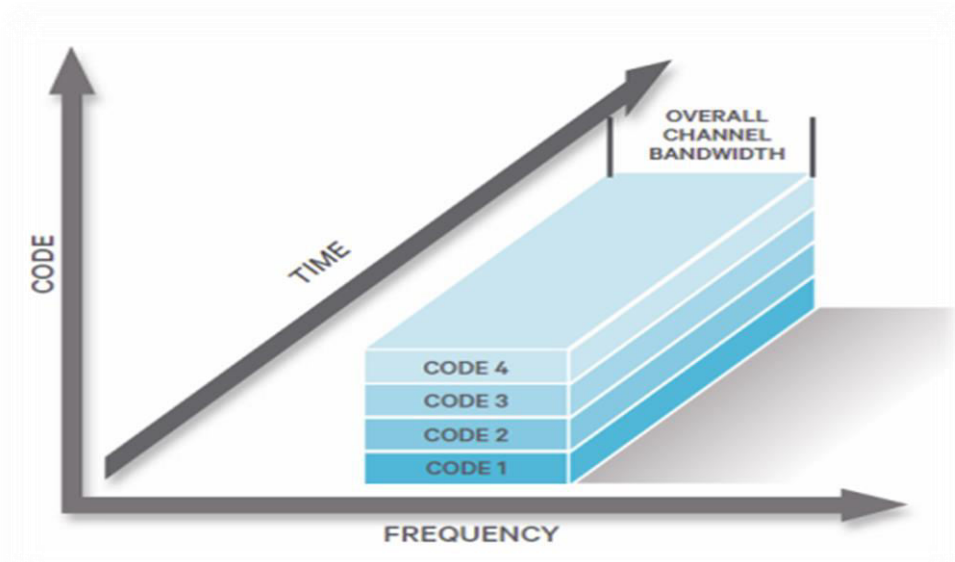 OVERALL
CHANNEL
BANDWIDTH
CODE
TIME
CODE 4
CODE 3
CODE 2
CODE 1
FREQUENCY